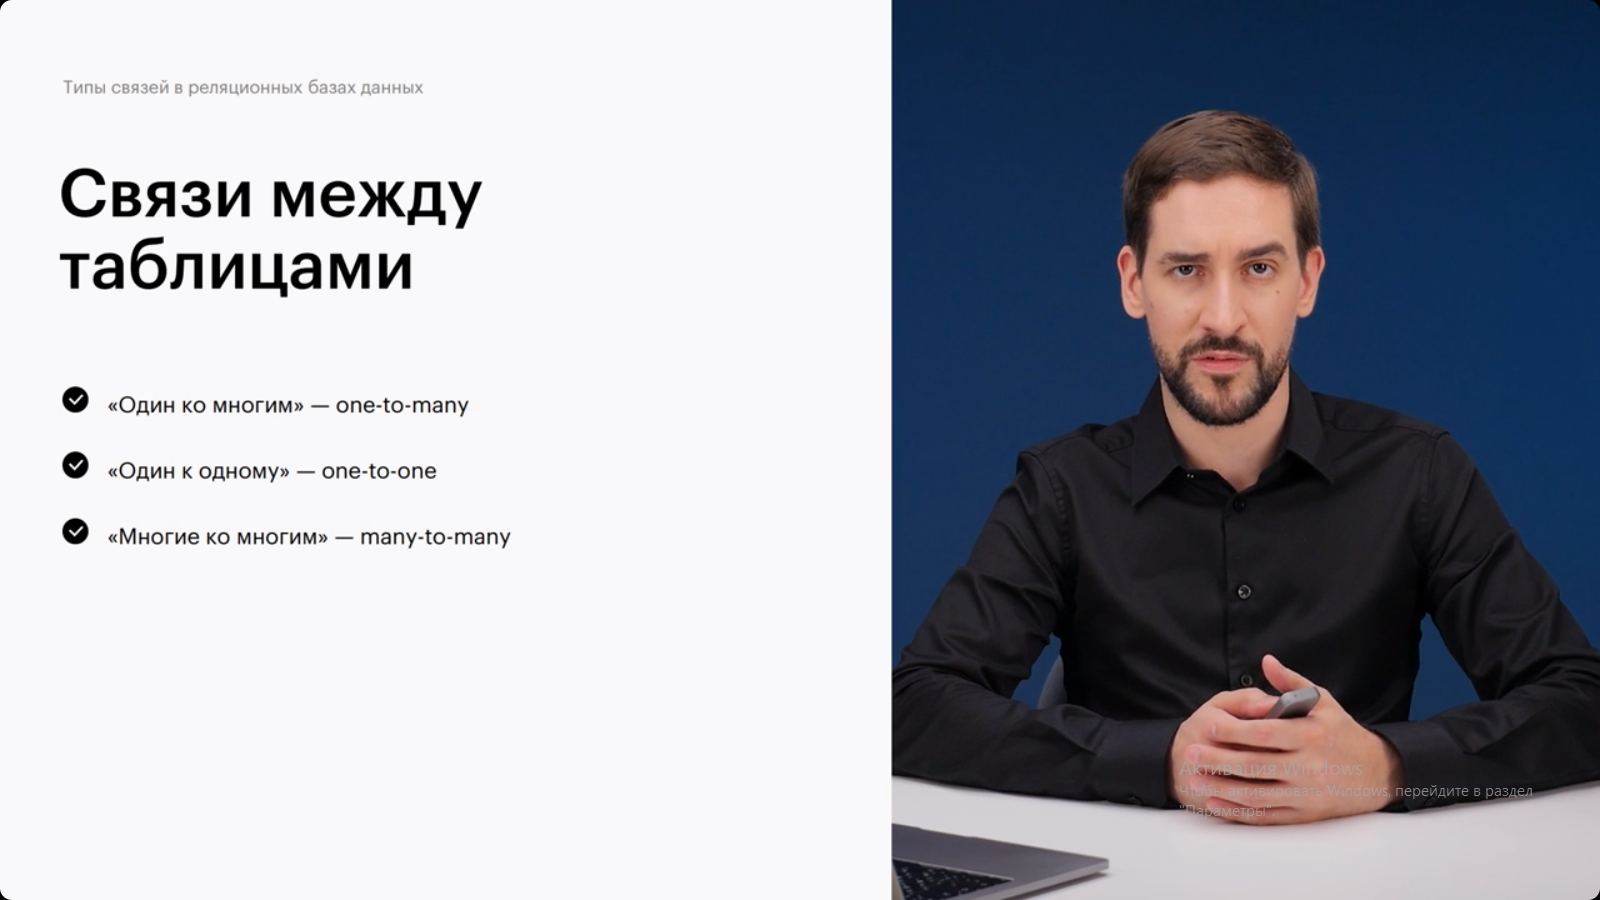 Типы связей в реляционных базах данных
Связи между
таблицами
«Один ко многим» — one-to-many
«Один к одному» — one-to-one
«Многие ко многим» — many-to-many
Активация Windows
Чтобы активировать Windows, перейдите в раздел
"Параметры".